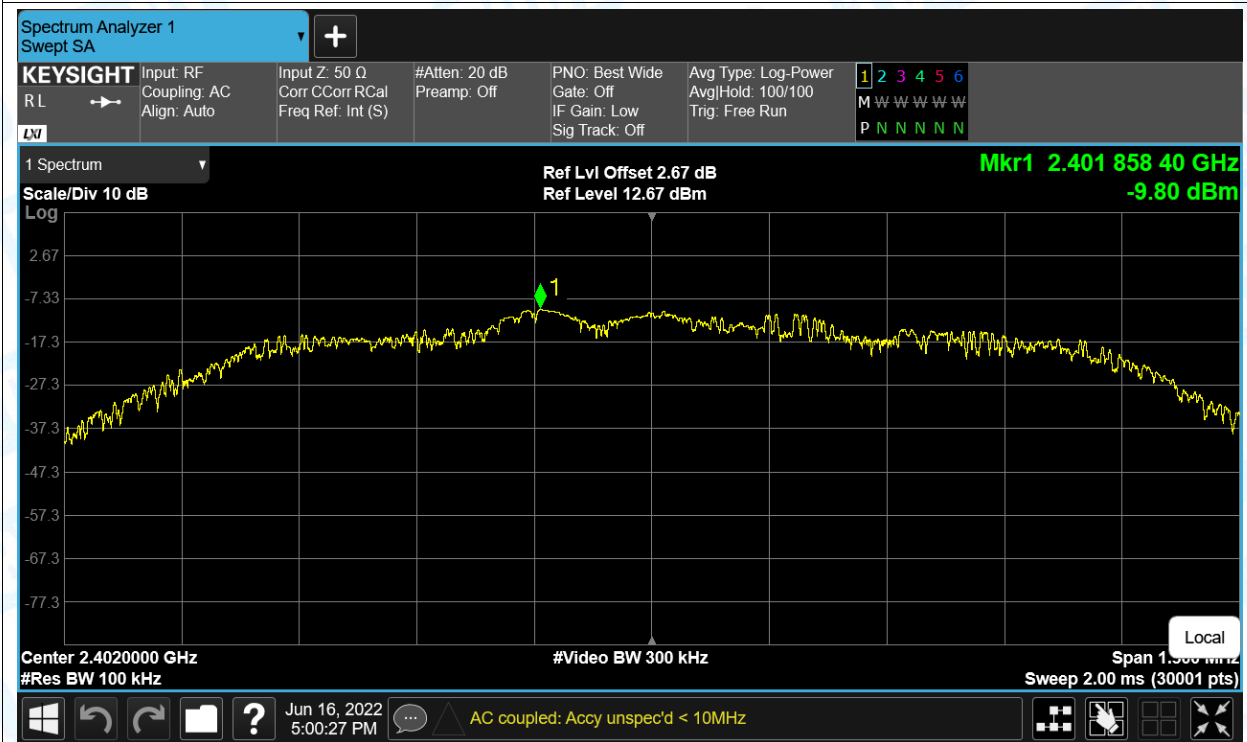 Spectrum Analyzer 1
Swept SA
▼
+
KEYSIGHT
R L
LXI
Input: RF
Coupling: AC
Align: Auto
Input Z: 50 Ω
Corr CCorr RCal
Freq Ref: Int (S)
#Atten: 20 dB
Preamp: Off
PNO: Best Wide
Gate: Off
IF Gain: Low
Sig Track: Off
Avg Type: Log-Power
Avg|Hold: 100/100
Trig: Free Run
1 2 3 4 5 6
M W W W W W
P N N N N N
1 Spectrum ▼
Scale/Div 10 dB
Log
Ref Lvl Offset 2.67 dB
Ref Level 12.67 dBm
Mkr1 2.401 858 40 GHz
-9.80 dBm
2.67
-7.33
-17.3
-27.3
-37.3
-47.3
-57.3
-67.3
-77.3
1
Center 2.4020000 GHz
#Res BW 100 kHz
#Video BW 300 kHz
Local
Span
Sweep 2.00 ms (30001 pts)
?
Jun 16, 2022
5:00:27 PM
AC coupled: Accy unspec'd < 10MHz